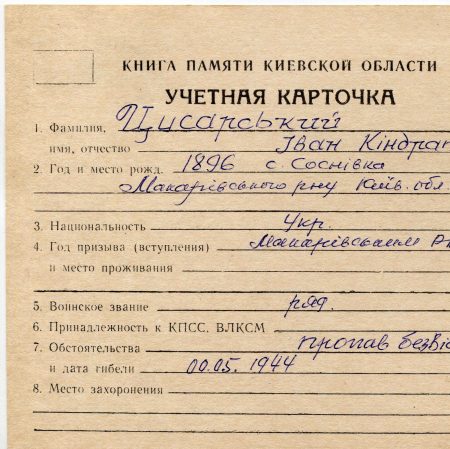 КНИГА ПАМЯТИ КИЕВСКОЙ ОБЛАСТИ
УЧЕТНАЯ КАРТОЧКА
1. Фамилия, Цисарський
имя, отчество Іван Кіндрат
2. Год и место рожд. 1896 с. Соснівка
Макарівського р-ну Київ. обл.
3. Национальность Укр.
4. Год призыва (вступления) Макарівським Р
и место проживания
5. Воинское звание ряд.
6. Принадлежность к КПСС, ВЛКСМ
7. Обстоятельства пропав безві
и дата гибели 00.05. 1944
8. Место захоронения